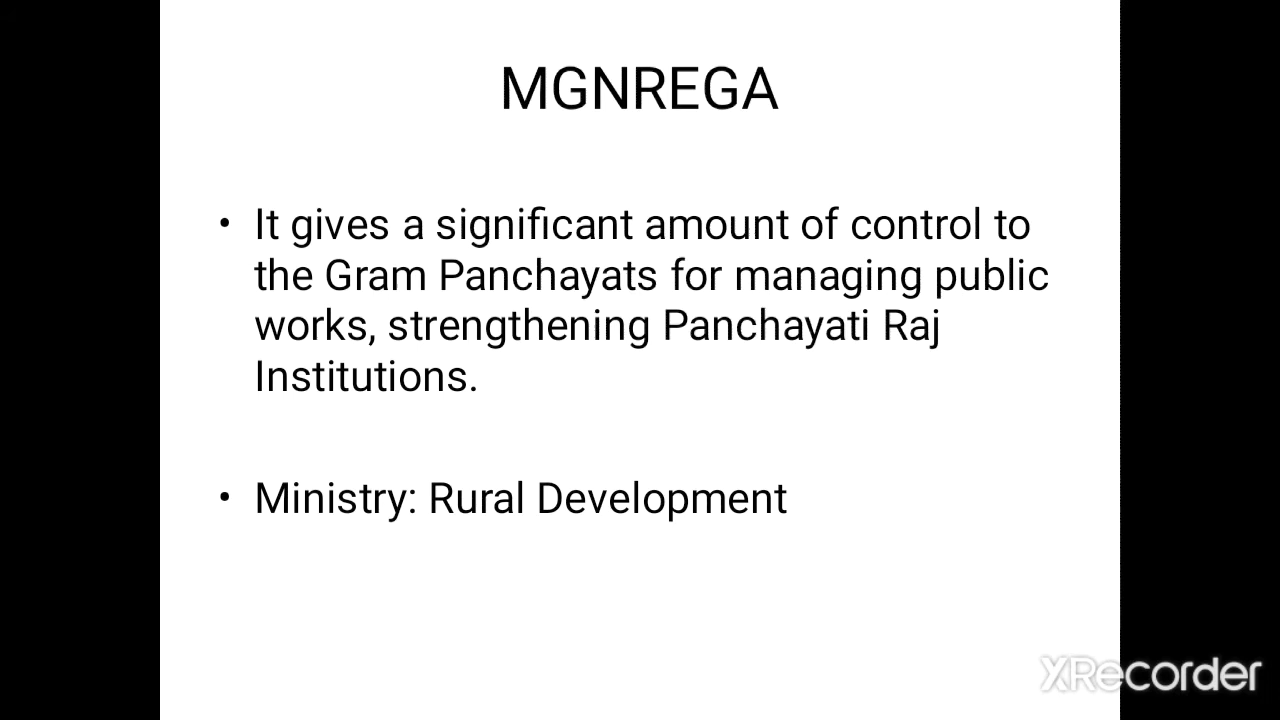 MGNREGA
• It gives a significant amount of control to
the Gram Panchayats for managing public
works, strengthening Panchayati Raj
Institutions.
• Ministry: Rural Development
XRecorder